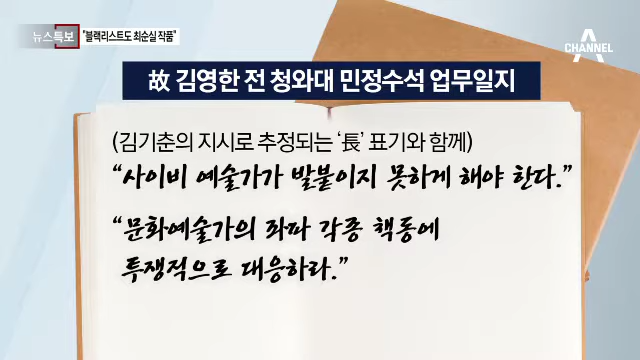 뉴스특보 "블랙리스트도 최순실 작품"
CHANNEL A
故 김영한 전 청와대 민정수석 업무일지
(김기춘의 지시로 추정되는 '長' 표기와 함께)
"사이비 예술가가 발붙이지 못하게 해야 한다."
"문화예술가의 좌파 각종 책동에
투쟁적으로 대응하라."